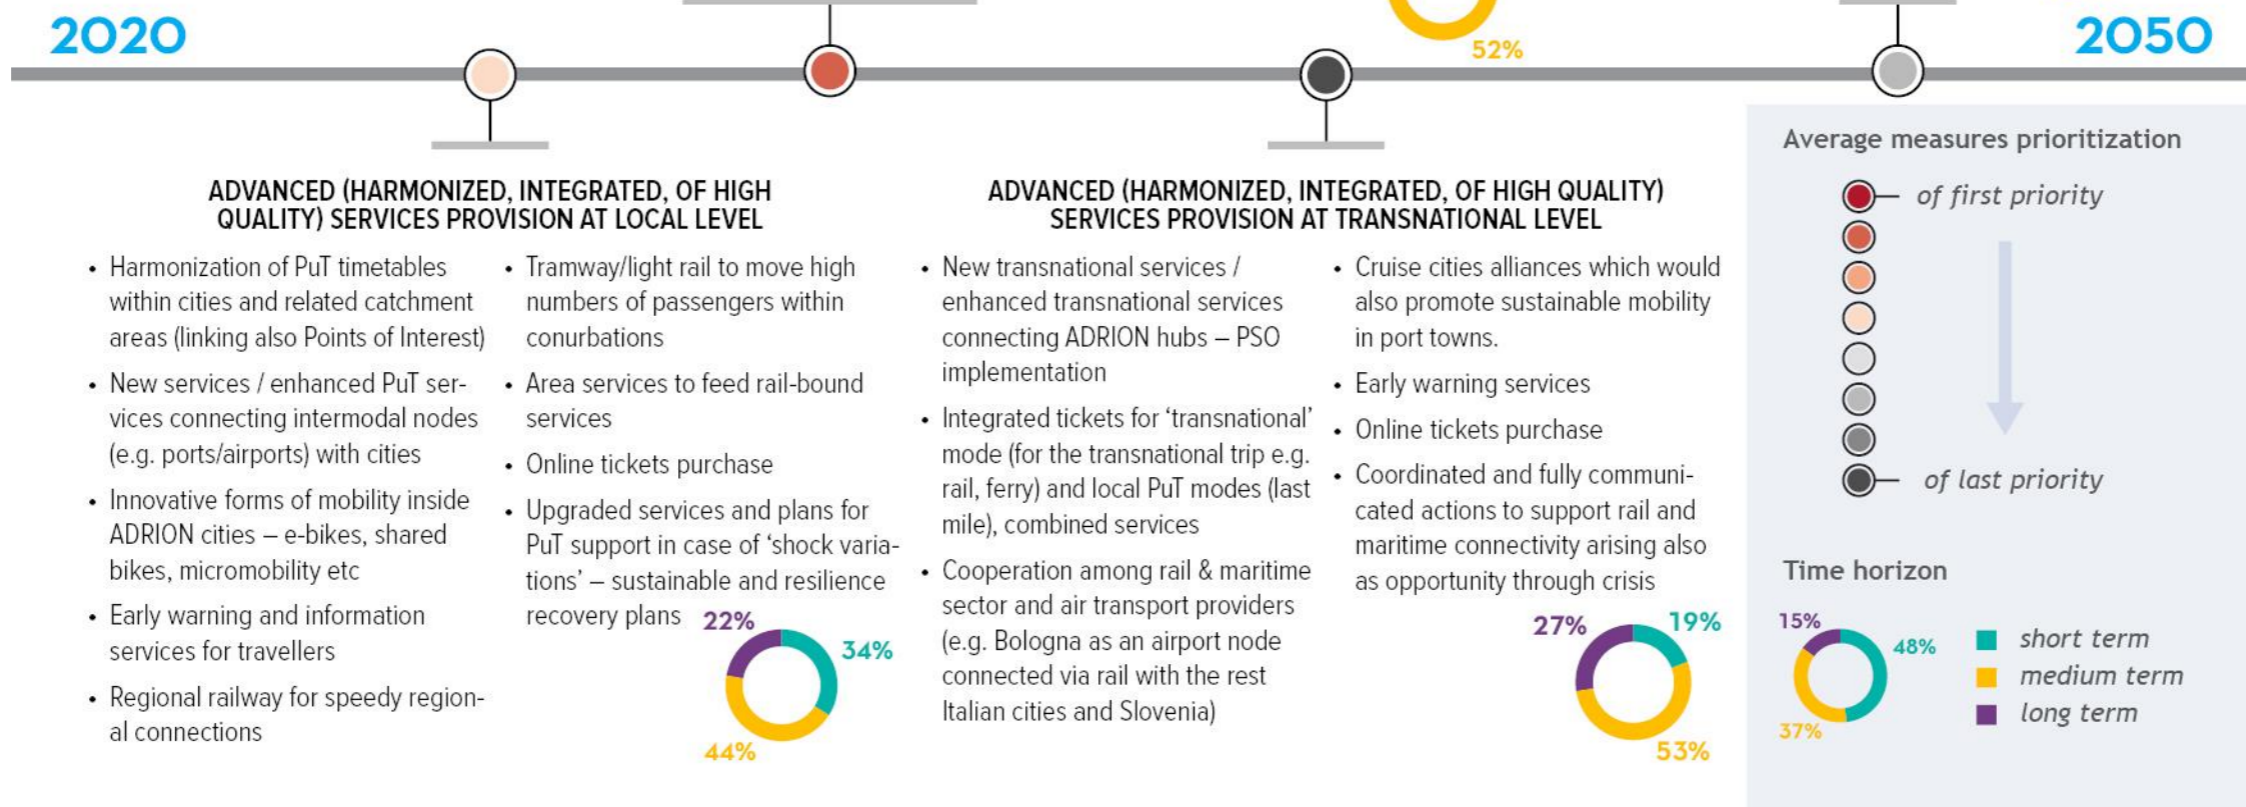 2020
52%
2050
ADVANCED (HARMONIZED, INTEGRATED, OF HIGH
QUALITY) SERVICES PROVISION AT LOCAL LEVEL
• Harmonization of PuT timetables
within cities and related catchment
areas (linking also Points of Interest)
• New services / enhanced PuT ser-
vices connecting intermodal nodes
(e.g. ports/airports) with cities
• Innovative forms of mobility inside
ADRION cities – e-bikes, shared
bikes, micromobility etc
• Early warning and information
services for travellers
• Regional railway for speedy region-
al connections
• Tramway/light rail to move high
numbers of passengers within
conurbations
• Area services to feed rail-bound
services
• Online tickets purchase
• Upgraded services and plans for
PuT support in case of ‘shock varia-
tions’ – sustainable and resilience
recovery plans
22%
34%
44%
ADVANCED (HARMONIZED, INTEGRATED, OF HIGH QUALITY)
SERVICES PROVISION AT TRANSNATIONAL LEVEL
• New transnational services /
enhanced transnational services
connecting ADRION hubs – PSO
implementation
• Integrated tickets for ‘transnational’
mode (for the transnational trip e.g.
rail, ferry) and local PuT modes (last
mile), combined services
• Cooperation among rail & maritime
sector and air transport providers
(e.g. Bologna as an airport node
connected via rail with the rest
Italian cities and Slovenia)
• Cruise cities alliances which would
also promote sustainable mobility
in port towns.
• Early warning services
• Online tickets purchase
• Coordinated and fully communi-
cated actions to support rail and
maritime connectivity arising also
as opportunity through crisis
27%
19%
53%
Average measures prioritization
of first priority
of last priority
Time horizon
15%
48%
37%
short term
medium term
long term